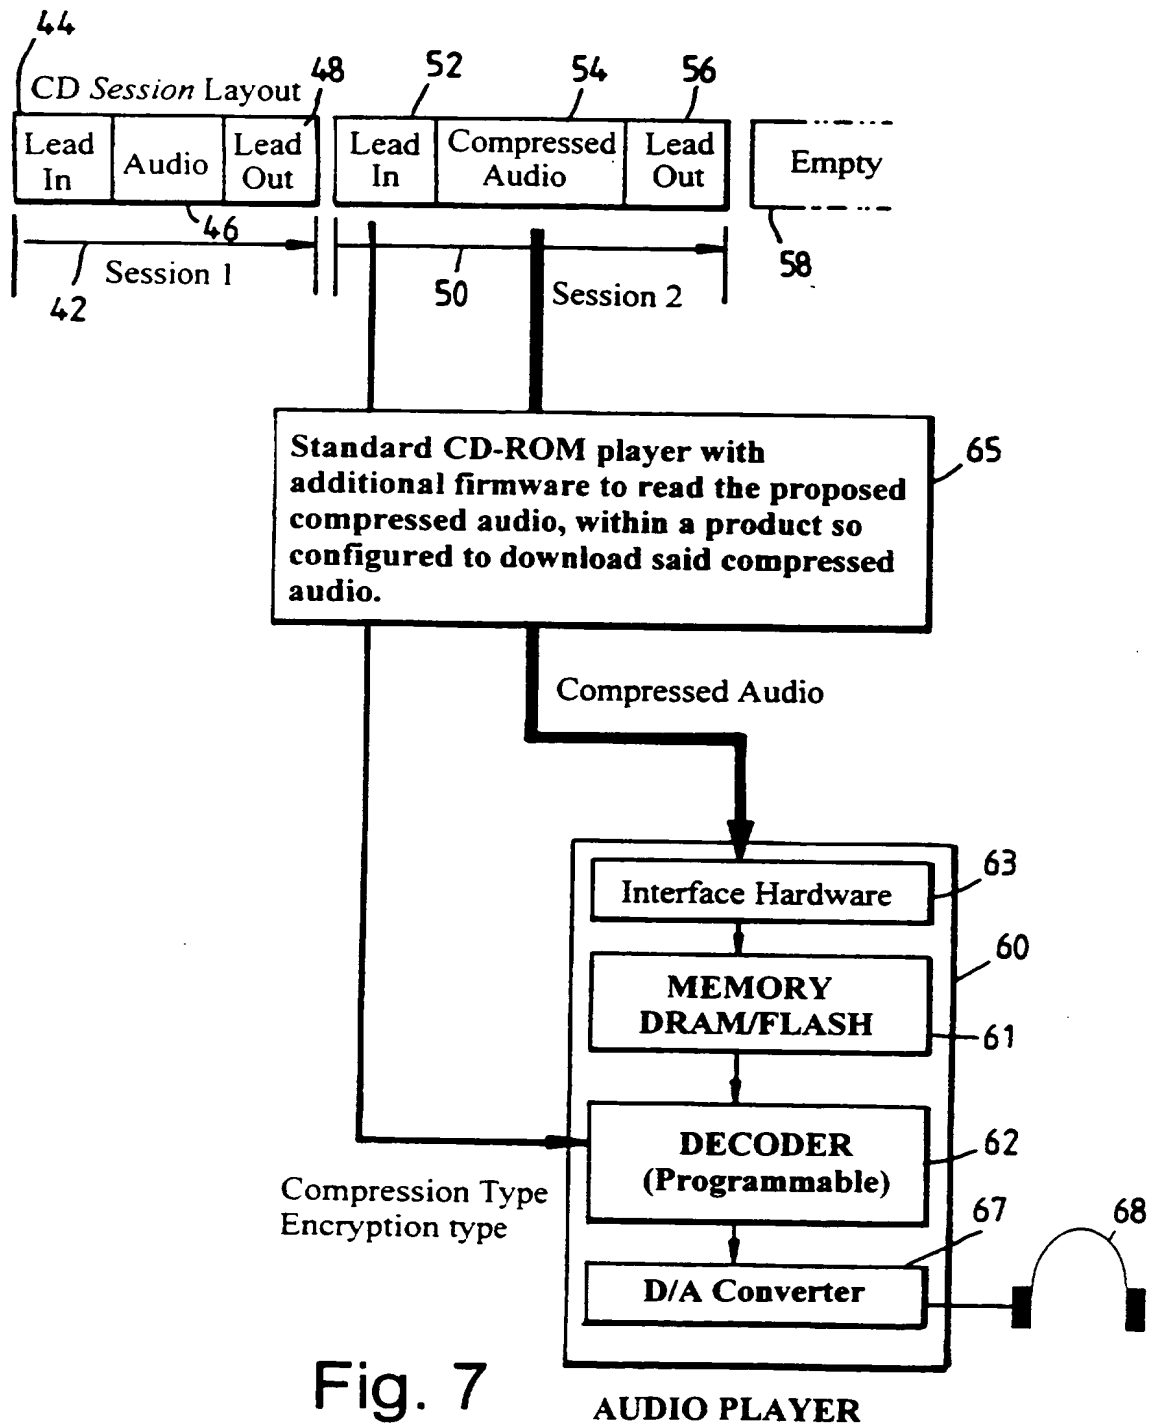 44
CD Session Layout
48
52
54
56
Lead In
Audio
Lead Out
Lead In
Compressed Audio
Lead Out
Empty
46
42
Session 1
50
Session 2
58
Standard CD-ROM player with
additional firmware to read the proposed
compressed audio, within a product so
configured to download said compressed
audio.
65
Compressed Audio
Interface Hardware
63
60
MEMORY
DRAM/FLASH
61
DECODER
(Programmable)
62
Compression Type
Encryption type
67
68
D/A Converter
Fig. 7
AUDIO PLAYER